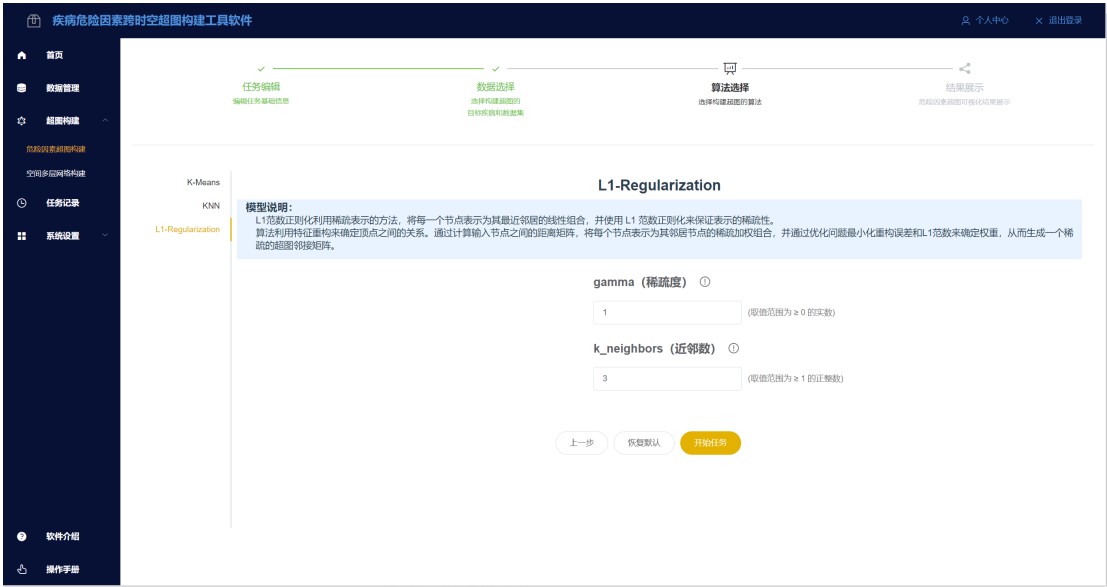 疾病危险因素跨时空超图构建工具软件
个人中心
退出登录
首页
数据管理
超图构建
危险因素超图构建
空间多层网络构建
任务记录
系统设置
软件介绍
操作手册
任务编辑
编辑任务基础信息
数据选择
选择构建超图的
目标疾病和数据集
算法选择
选择构建超图的算法
结果展示
危险因素超图可视化结果展示
K-Means
KNN
L1-Regularization
L1-Regularization
模型说明：
L1范数正则化利用稀疏表示的方法，将每一个节点表示为其最近邻居的线性组合，并使用 L1 范数正则化来保证表示的稀疏性。
算法利用特征重构来确定顶点之间的关系。通过计算输入节点之间的距离矩阵，将每个节点表示为其邻居节点的稀疏加权组合，并通过优化问题最小化重构误差和L1范数来确定权重，从而生成一个稀
疏的超图邻接矩阵。
gamma（稀疏度）
1
(取值范围为 ≥ 0 的实数)
k_neighbors（近邻数）
3
(取值范围为 ≥ 1 的正整数)
上一步
恢复默认
开始任务